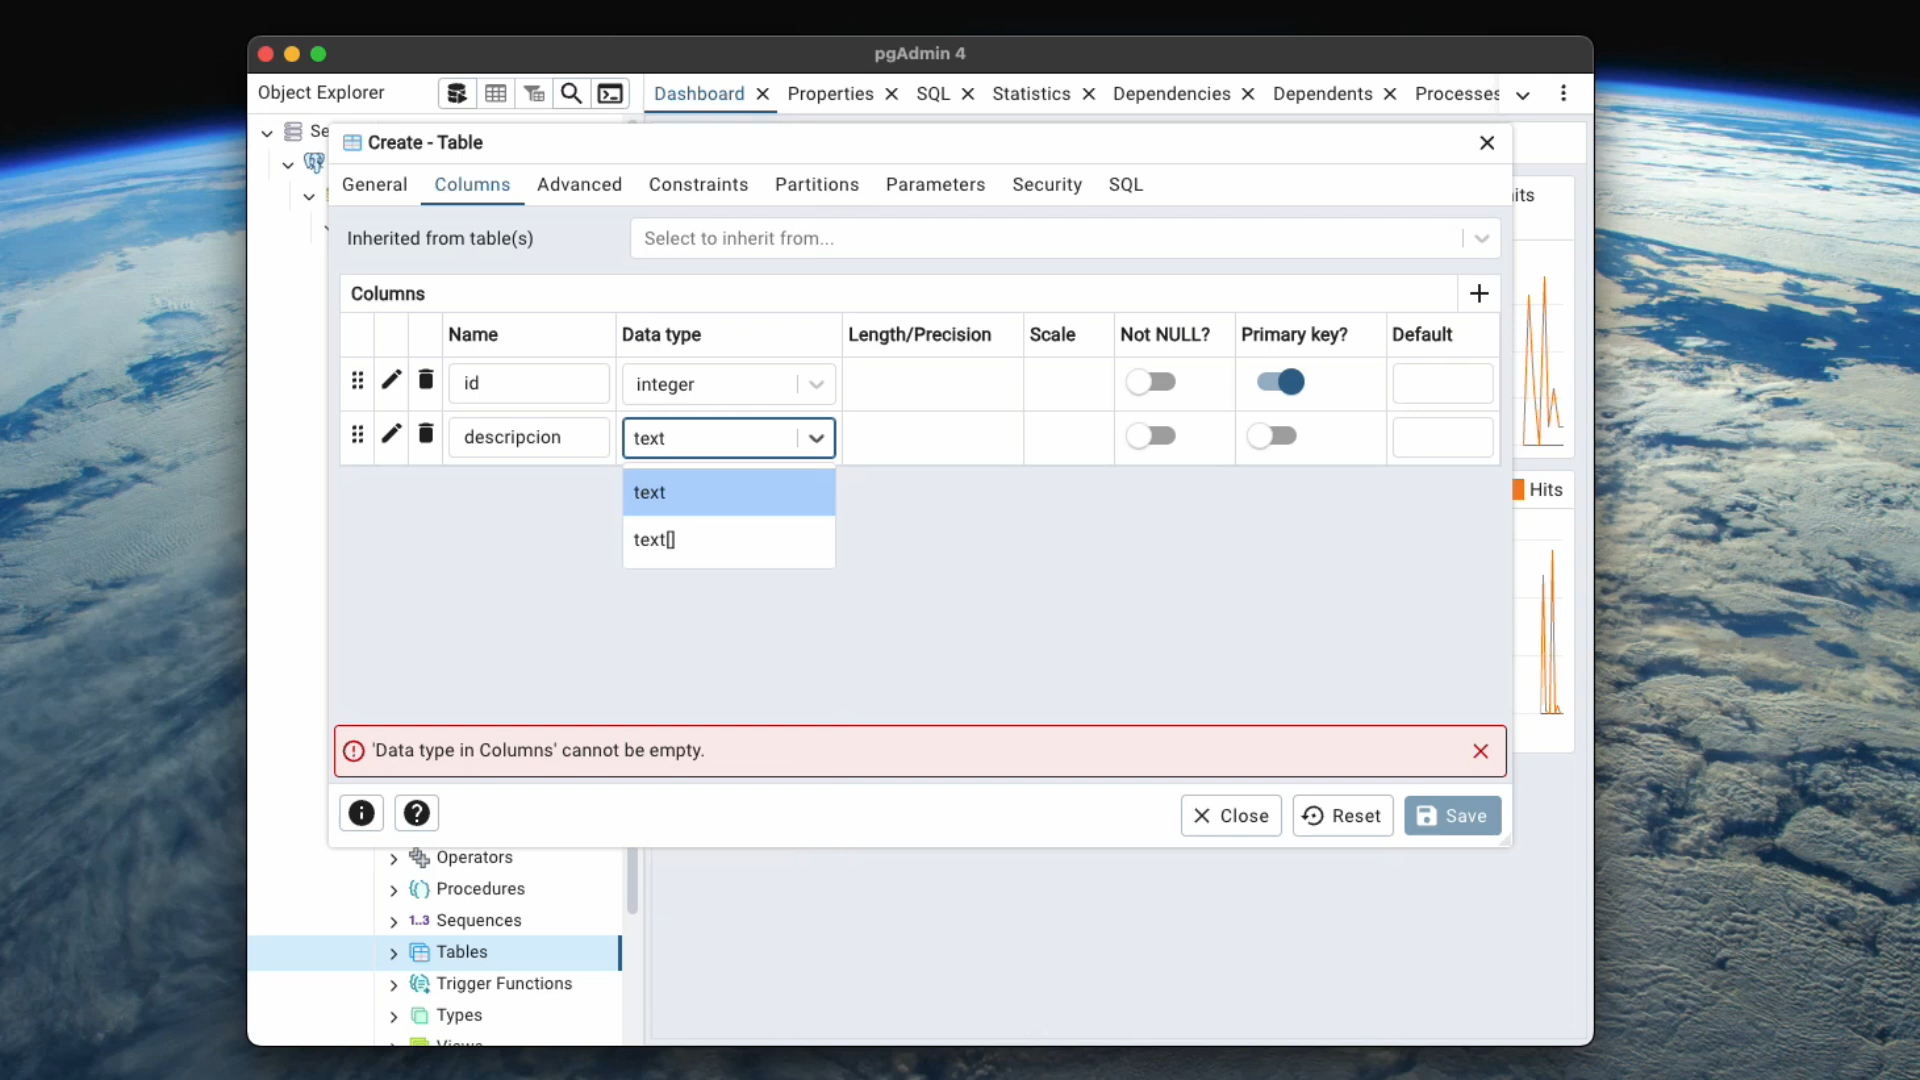 pgAdmin 4
Object Explorer
Dashboard
Properties
SQL
Statistics
Dependencies
Dependents
Processes
Se
Create - Table
General
Columns
Advanced
Constraints
Partitions
Parameters
Security
SQL
Inherited from table(s)
Select to inherit from...
Columns
Name
Data type
Length/Precision
Scale
Not NULL?
Primary key?
Default
id
integer
descripcion
text
text
text[]
Hits
'Data type in Columns' cannot be empty.
Close
Reset
Save
Operators
Procedures
1..3 Sequences
Tables
Trigger Functions
Types
Views